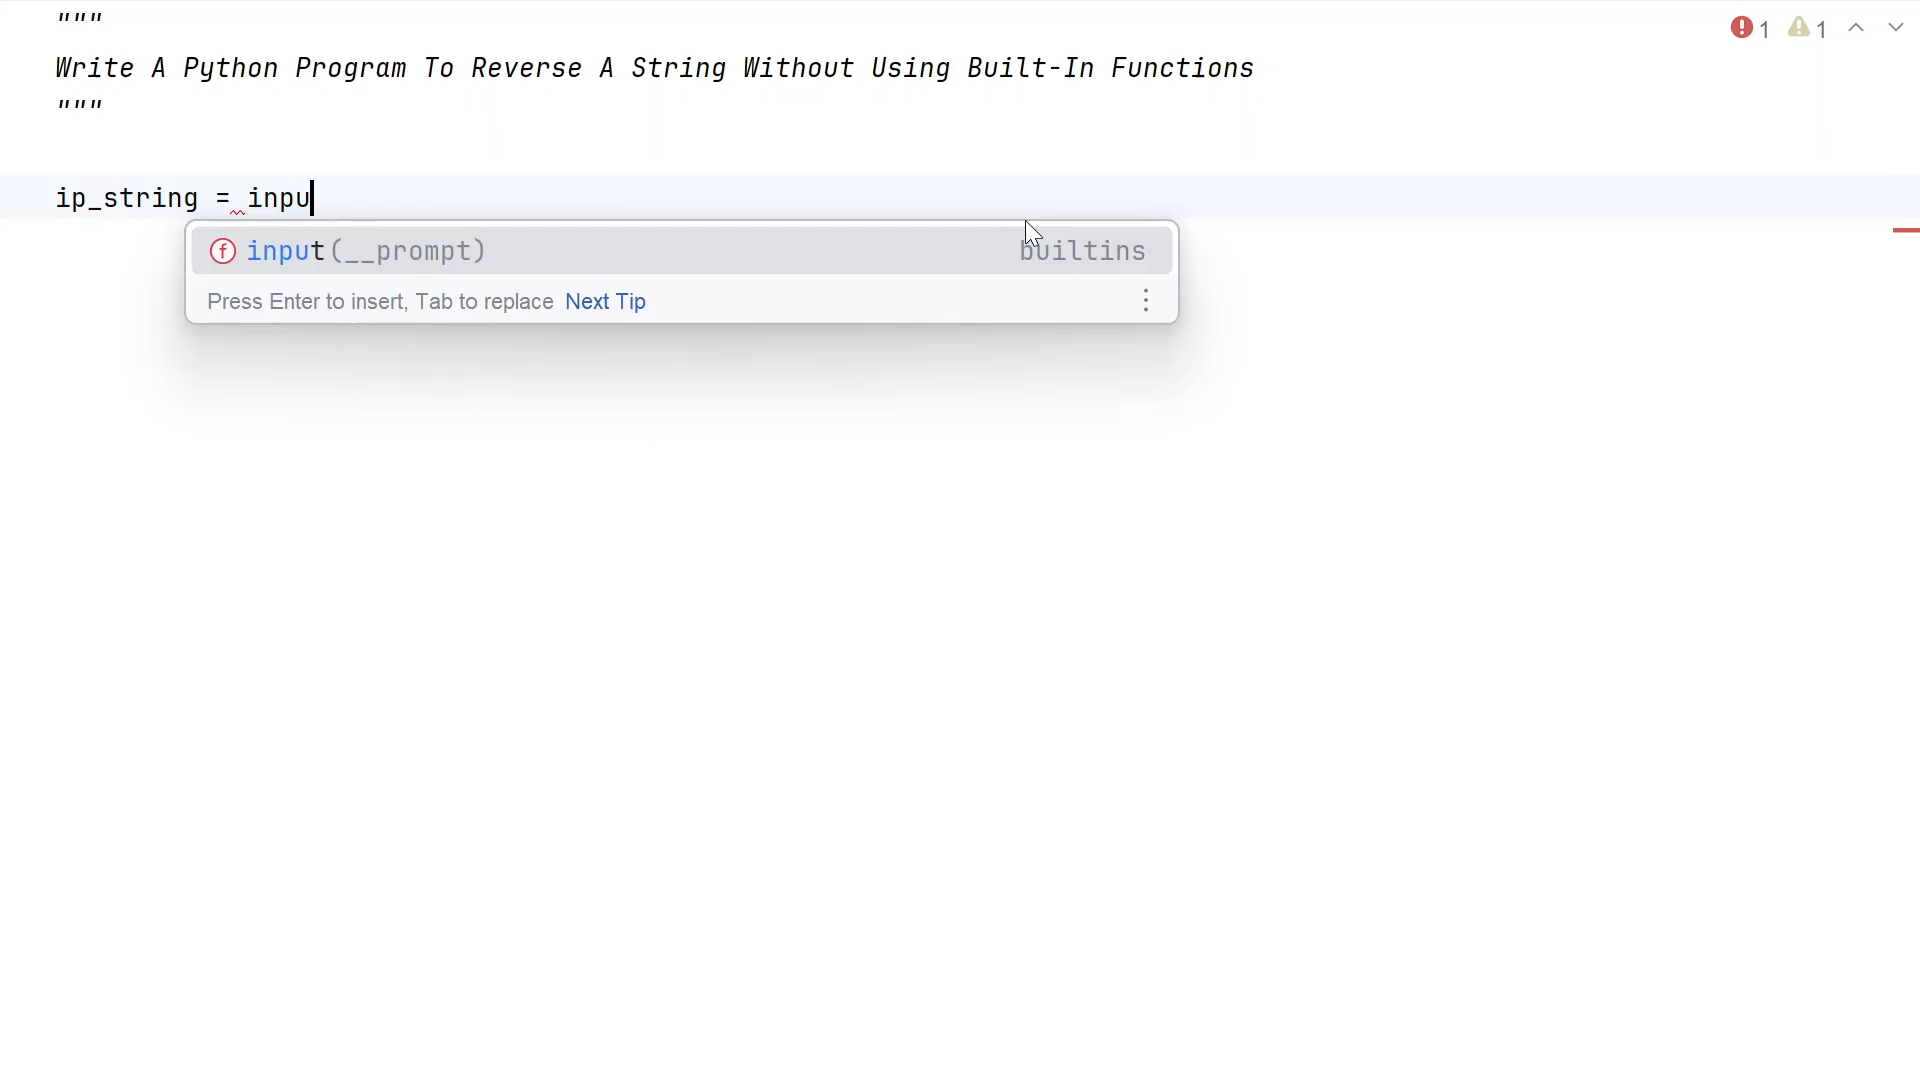 """
1 1
Write A Python Program To Reverse A String Without Using Built-In Functions
"""
ip_string = inpu
f input(__prompt) builtins
Press Enter to insert, Tab to replace Next Tip